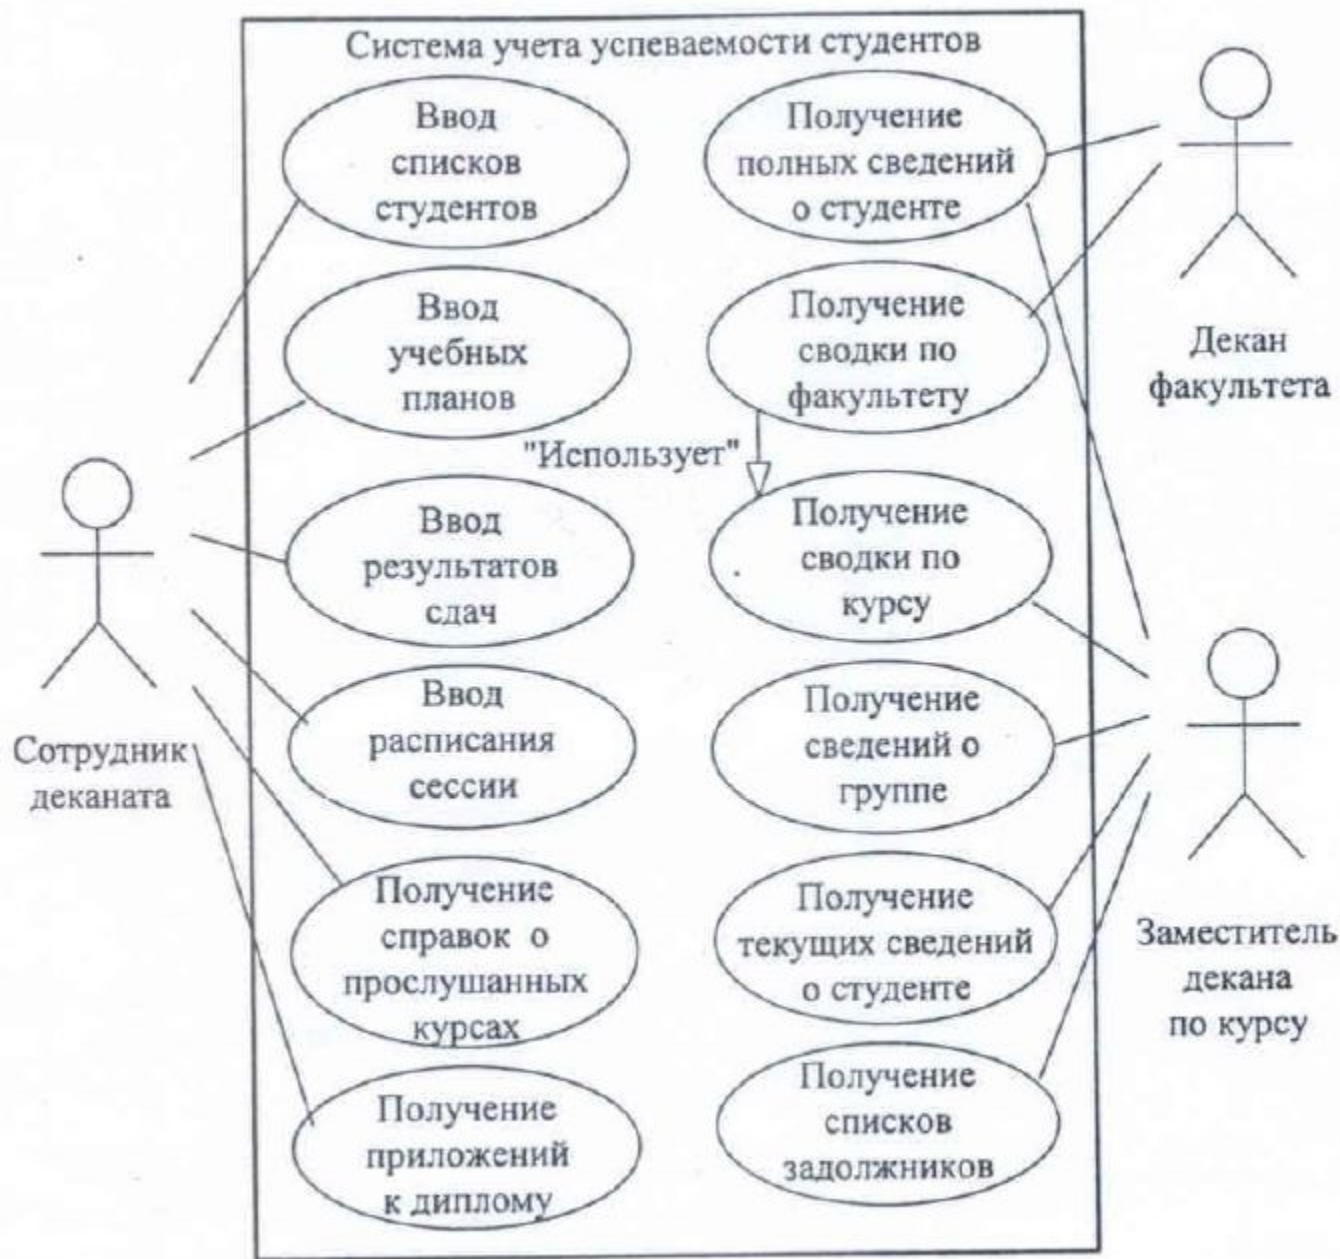 Система учета успеваемости студентов
Ввод
списков
студентов
Ввод
учебных
планов
Ввод
результатов
сдач
Ввод
расписания
сессии
Получение
справок о
прослушанных
курсах
Получение
приложений
к диплому
Получение
полных сведений
о студенте
Получение
сводки по
факультету
"Использует"
Получение
сводки по
курсу
Получение
сведений о
группе
Получение
текущих сведений
о студенте
Получение
списков
задолжников
Сотрудник
деканата
Декан
факультета
Заместитель
декана
по курсу